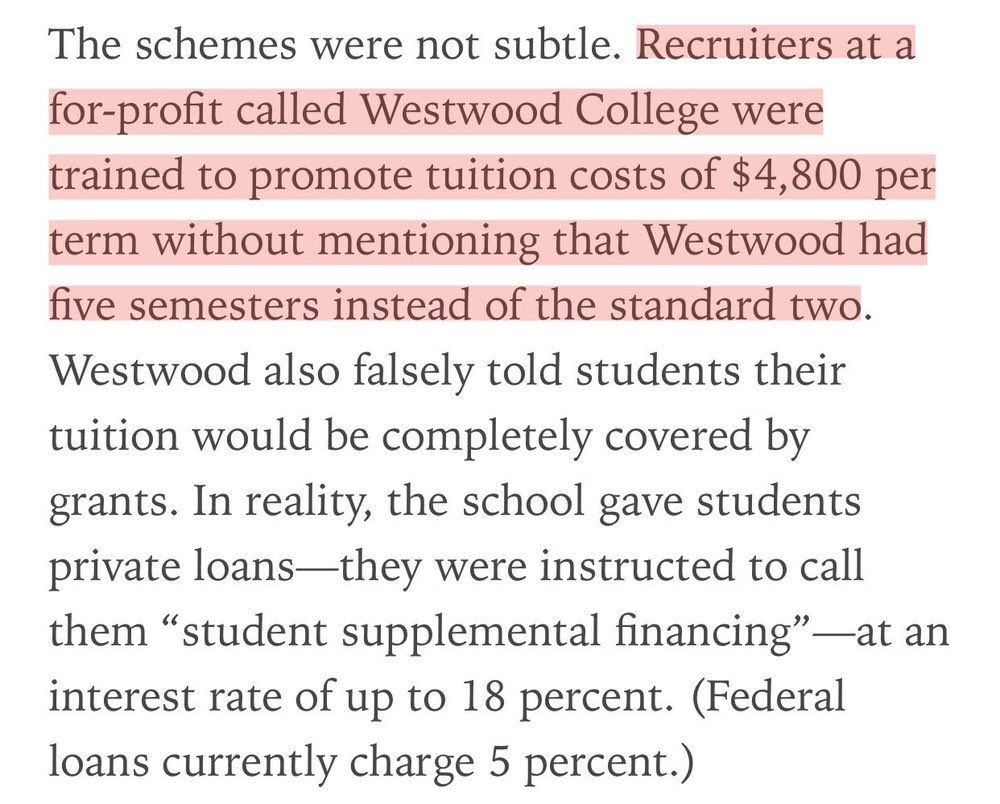 The schemes were not subtle. Recruiters at a
for-profit called Westwood College were
trained to promote tuition costs of $4,800 per
term without mentioning that Westwood had
five semesters instead of the standard two.
Westwood also falsely told students their
tuition would be completely covered by
grants. In reality, the school gave students
private loans—they were instructed to call
them “student supplemental financing”—at an
interest rate of up to 18 percent. (Federal
loans currently charge 5 percent.)